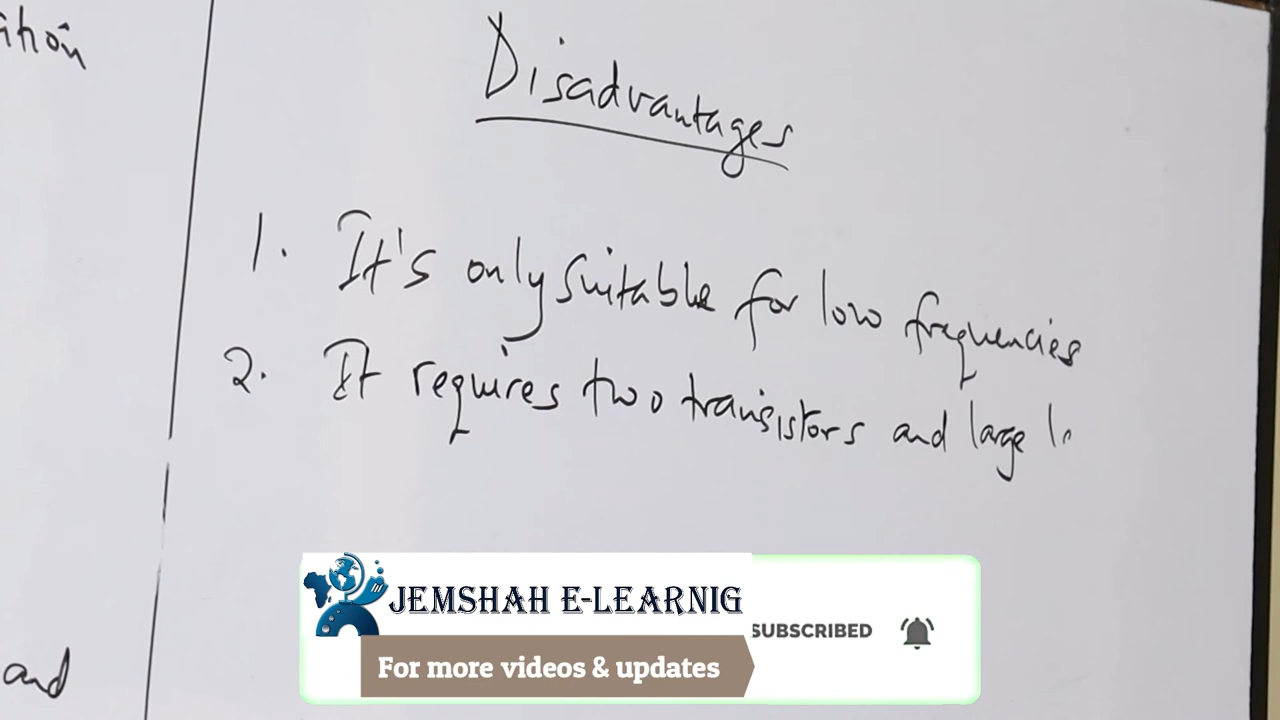 Disadvantages
1. It's only suitable for low frequencies
2. It requires two transistors and large
and
JEMSHAH E-LEARNIG
SUBSCRIBED
For more videos & updates